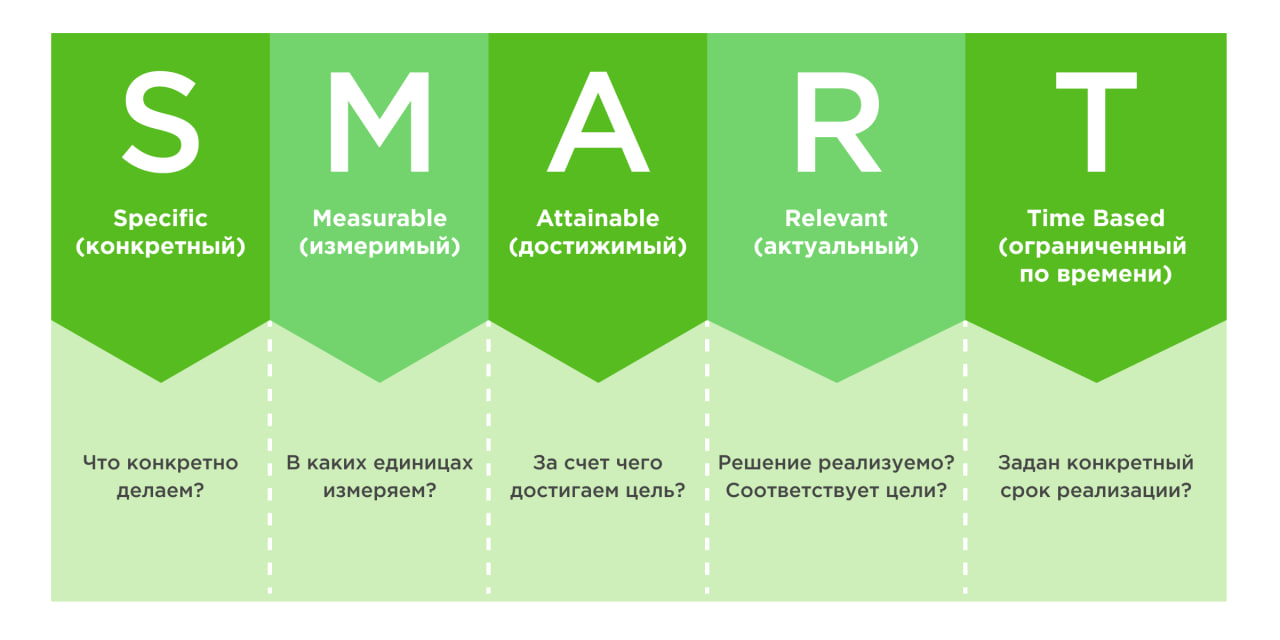 S
Specific
(конкретный)
Что конкретно
делаем?
M
Measurable
(измеримый)
В каких единицах
измеряем?
A
Attainable
(достижимый)
За счет чего
достигаем цель?
R
Relevant
(актуальный)
Решение реализуемо?
Соответствует цели?
T
Time Based
(ограниченный
по времени)
Задан конкретный
срок реализации?